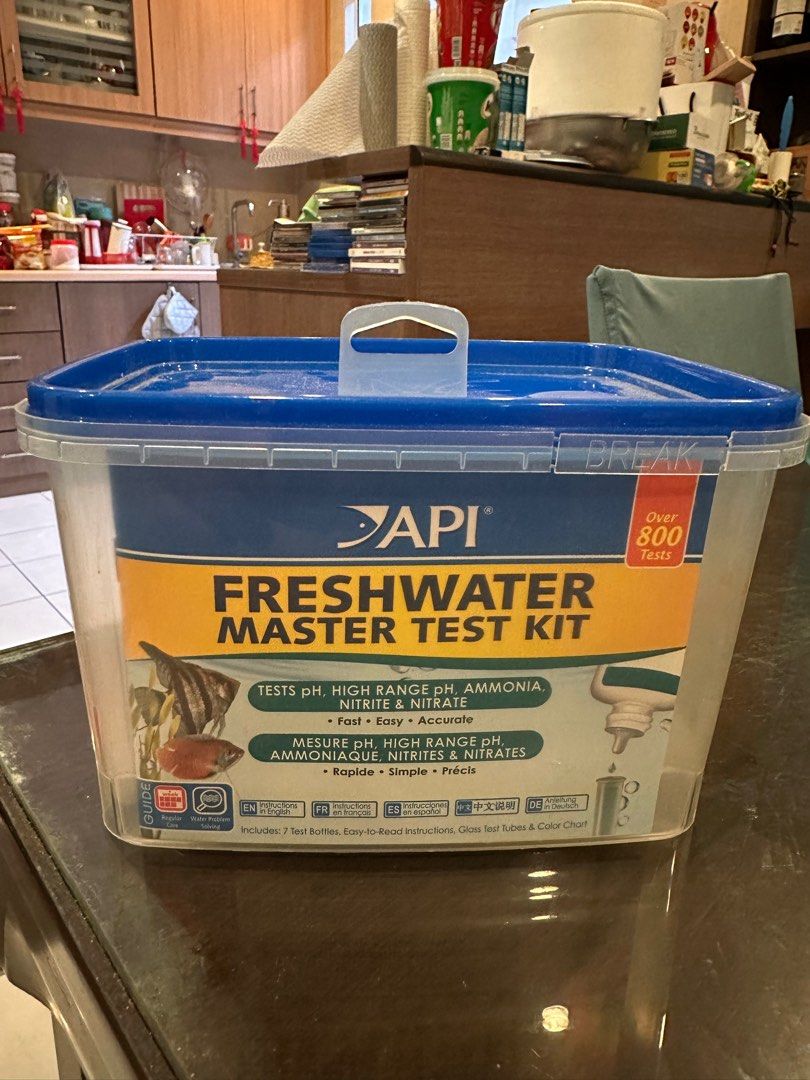 BREAK
API®
Over
800
Tests
FRESHWATER
MASTER TEST KIT
TESTS pH, HIGH RANGE pH, AMMONIA,
NITRITE & NITRATE
• Fast • Easy • Accurate
MESURE pH, HIGH RANGE pH,
AMMONIAQUE, NITRITES & NITRATES
• Rapide • Simple • Précis
GUIDE
Regular
Care
Water Problem
Solving
EN Instructions
in English
FR Instructions
en français
ES Instrucciones
en español
中文 中文说明
DE Anleitung
in Deutsch
Includes: 7 Test Bottles, Easy-to-Read Instructions, Glass Test Tubes & Color Chart